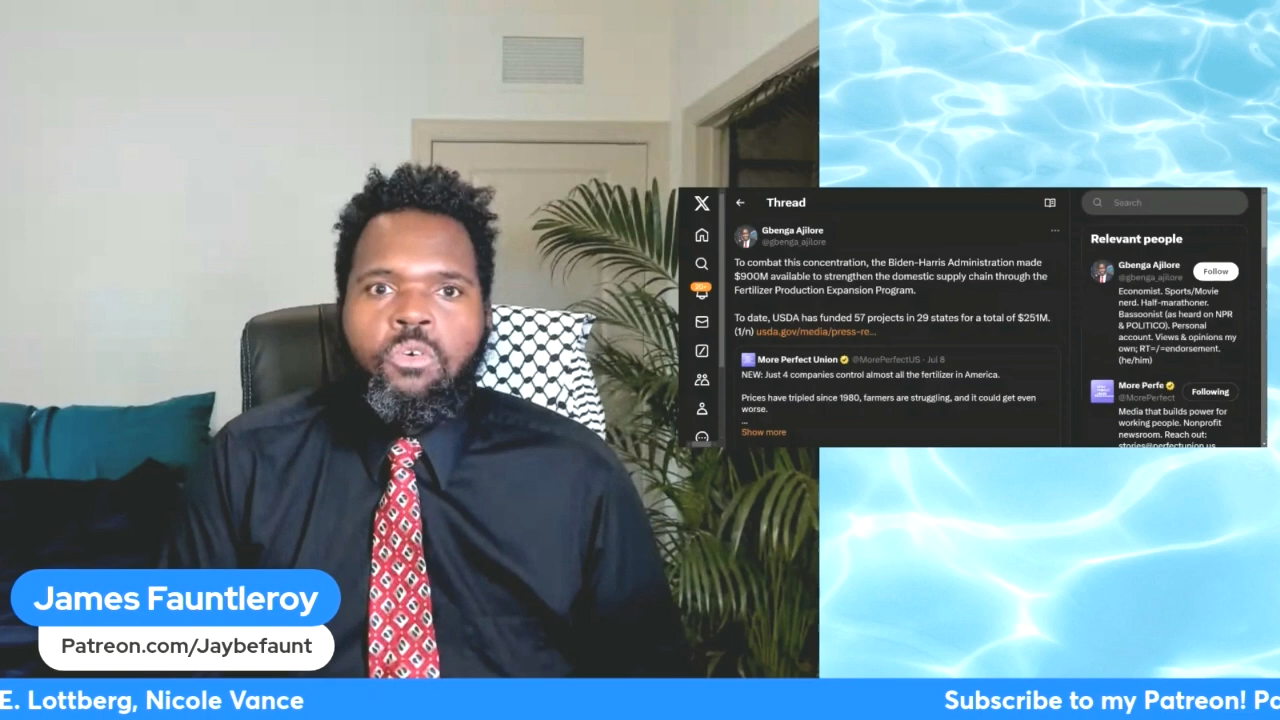 Thread
Search
Gbenga Ajilore
@gbenga_ajilore
To combat this concentration, the Biden-Harris Administration made
$900M available to strengthen the domestic supply chain through the
Fertilizer Production Expansion Program.
To date, USDA has funded 57 projects in 29 states for a total of $251M.
(1/n) usda.gov/media/press-re...
More Perfect Union @MorePerfectUS · Jul 8
NEW: Just 4 companies control almost all the fertilizer in America.
Prices have tripled since 1980, farmers are struggling, and it could get even
worse.
...
Show more
20+
Relevant people
Gbenga Ajilore
@gbenga_ajilore
Follow
Economist. Sports/Movie
nerd. Half-marathoner.
Bassoonist (as heard on NPR
& POLITICO). Personal
account. Views & opinions my
own; RT=/=endorsement.
(he/him)
More Perfe
@MorePerfect
Following
Media that builds power for
working people. Nonprofit
newsroom. Reach out:
stories@perfectunion.us
James Fauntleroy
Patreon.com/Jaybefaunt
E. Lottberg, Nicole Vance
Subscribe to my Patreon! Pa